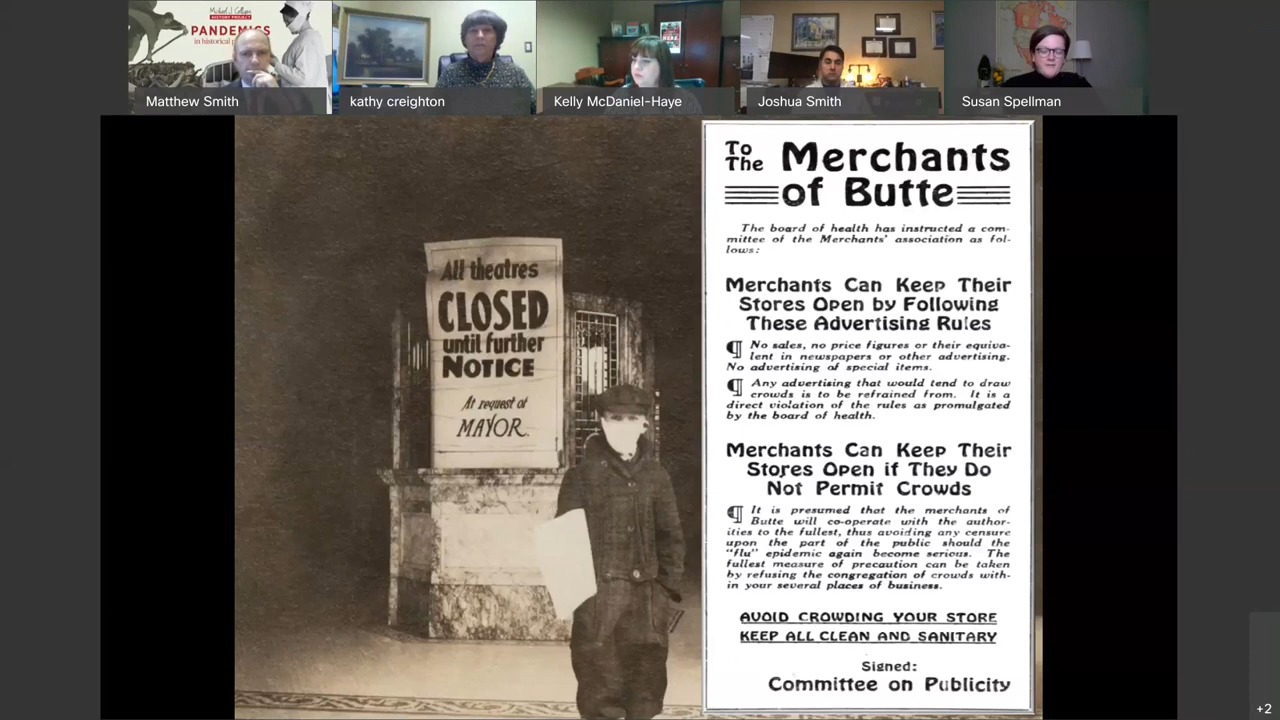 Michael J. Colligan
HISTORY PROJECT
PANDEMICS
in historical
Matthew Smith
kathy creighton
Kelly McDaniel-Haye
Joshua Smith
Susan Spellman
All theatres
CLOSED
until further
NOTICE
At request of
MAYOR.
To
The
Merchants
of Butte
The board of health has instructed a com-
mittee of the Merchants' association as fol-
lows:
Merchants Can Keep Their
Stores Open by Following
These Advertising Rules
¶ No sales, no price figures or their equiva-
lent in newspapers or other advertising.
No advertising of special items.
¶ Any advertising that would tend to draw
crowds is to be refrained from. It is a
direct violation of the rules as promulgated
by the board of health.
Merchants Can Keep Their
Stores Open if They Do
Not Permit Crowds
¶ It is presumed that the merchants of
Butte will co-operate with the author-
ities to the fullest, thus avoiding any censure
upon the part of the public should the
"flu" epidemic again become serious. The
fullest measure of precaution can be taken
by refusing the congregation of crowds with-
in your several places of business.
AVOID CROWDING YOUR STORE
KEEP ALL CLEAN AND SANITARY
Signed:
Committee on Publicity
+2